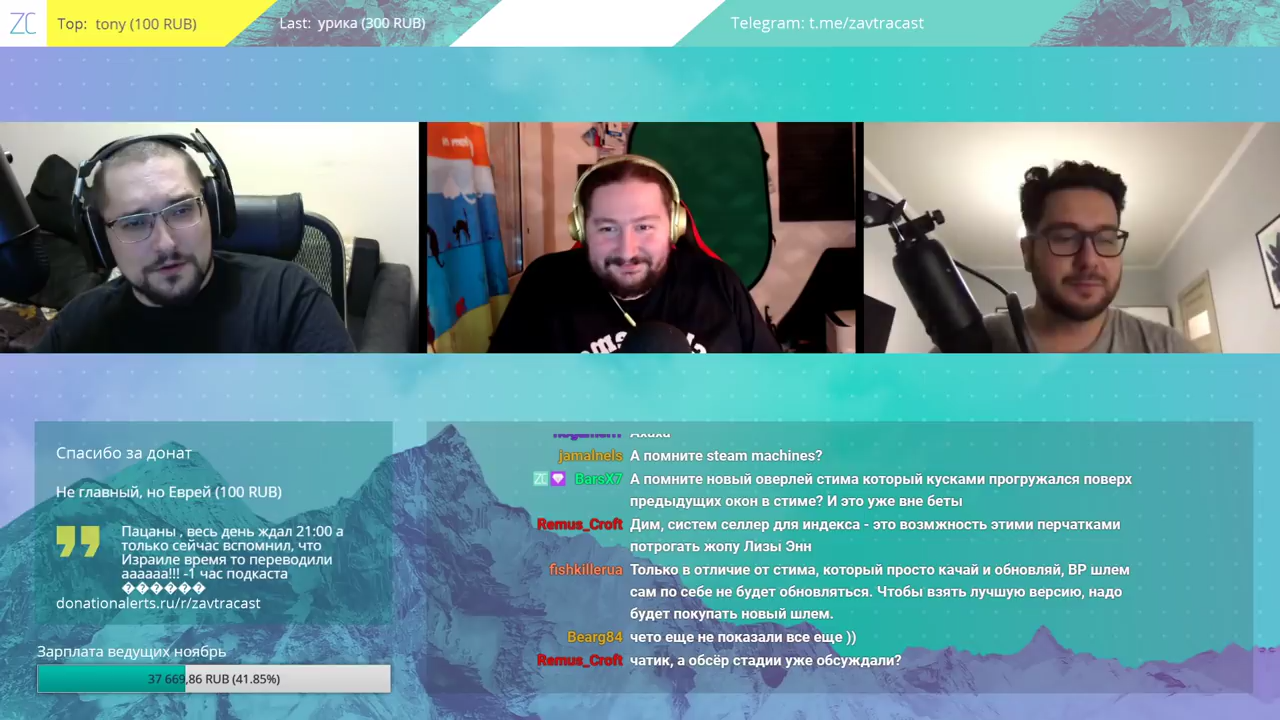 ZC
Top: tony (100 RUB)
Last: урика (300 RUB)
Telegram: t.me/zavtracast
Спасибо за донат
Не главный, но Еврей (100 RUB)
Пацаны , весь день ждал 21:00 а
только сейчас вспомнил, что
Израиле время то переводили
аааааа!!! -1 час подкаста
donationalerts.ru/r/zavtracast
Зарплата ведущих ноябрь
37 669,86 RUB (41.85%)
jamalnels А помните steam machines?
ZC BarsX7 А помните новый оверлей стима который кусками прогружался поверх
предыдущих окон в стиме? И это уже вне беты
Remus_Croft Дим, систем селлер для индекса - это возмжность этими перчатками
потрогать жопу Лизы Энн
fishkillerua Только в отличие от стима, который просто качай и обновляй, ВР шлем
сам по себе не будет обновляться. Чтобы взять лучшую версию, надо
будет покупать новый шлем.
Bearg84 чето еще не показали все еще ))
Remus_Croft чатик, а обсёр стадии уже обсуждали?